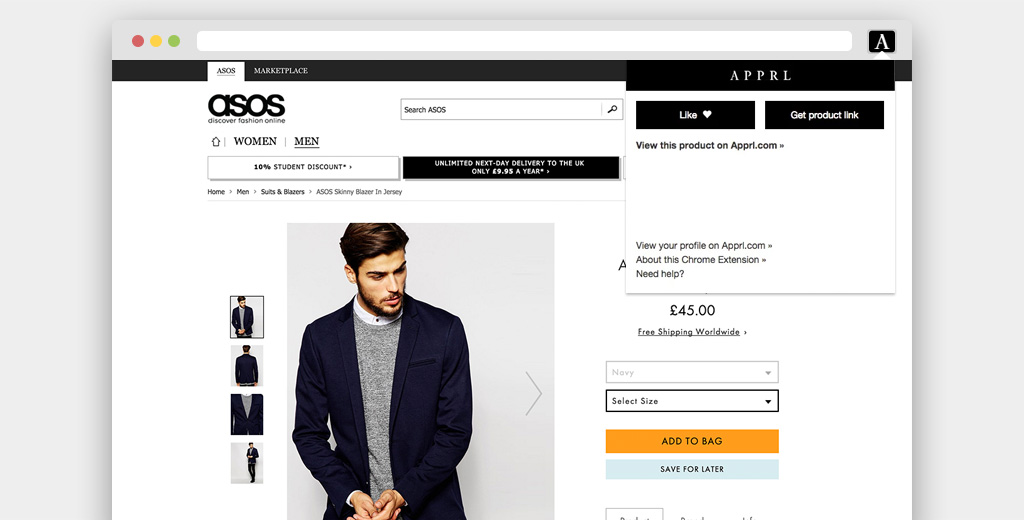 A
ASOS
MARKETPLACE
APPRL
asos
discover fashion online
Search ASOS
Like
Get product link
View this product on Apprl.com »
WOMEN
MEN
10% STUDENT DISCOUNT* ›
UNLIMITED NEXT-DAY DELIVERY TO THE UK
ONLY £9.95 A YEAR* ›
Home > Men > Suits & Blazers > ASOS Skinny Blazer In Jersey
View your profile on Apprl.com »
About this Chrome Extension »
Need help?
A
£45.00
Free Shipping Worldwide ›
Navy
Select Size
ADD TO BAG
SAVE FOR LATER